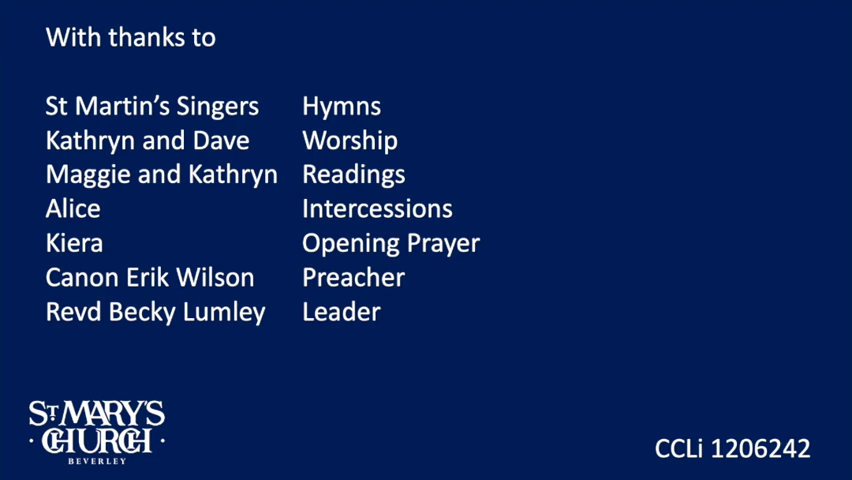 With thanks to
St Martin's Singers Hymns
Kathryn and Dave Worship
Maggie and Kathryn Readings
Alice Intercessions
Kiera Opening Prayer
Canon Erik Wilson Preacher
Revd Becky Lumley Leader
ST MARY'S
· CHURCH ·
BEVERLEY
CCLi 1206242